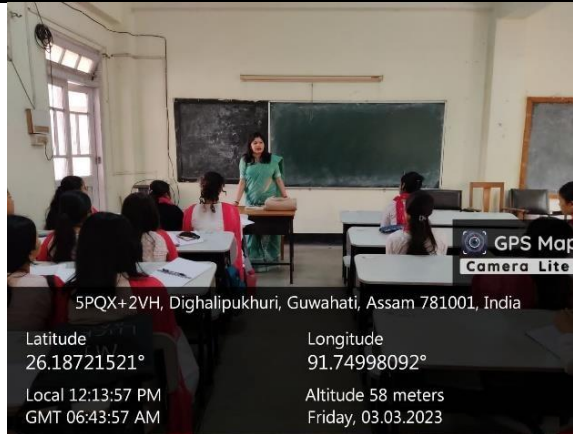 GPS Map
Camera Lite
5PQX+2VH, Dighalipukhuri, Guwahati, Assam 781001, India
Latitude
26.18721521°
Longitude
91.74998092°
Local 12:13:57 PM
GMT 06:43:57 AM
Altitude 58 meters
Friday, 03.03.2023